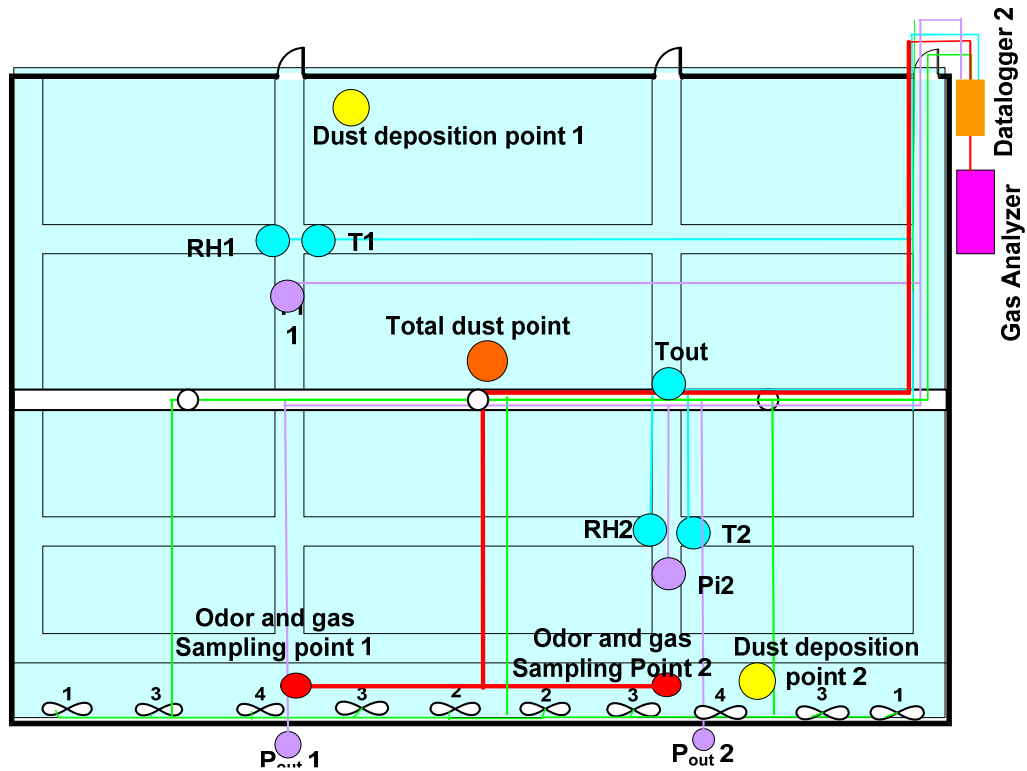 Datalogger 2
Gas Analyzer
Dust deposition point 1
RH1
T1
1
Total dust point
Tout
RH2
T2
Pi2
Odor and gas
Sampling point 1
Odor and gas
Sampling Point 2
Dust deposition
point 2
1 3 4 3 2 2 3 4 3 1
Pout 1
Pout 2